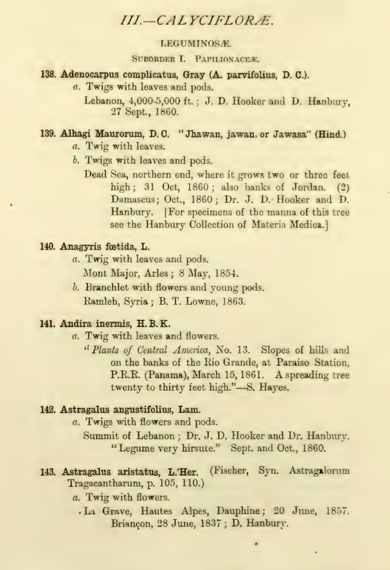 III.—CALYCIFLORÆ.
LEGUMINOSÆ.
Suborder I. Papilionaceæ.
138. Adenocarpus complicatus, Gray (A. parvifolius, D. C.).
a. Twigs with leaves and pods.
Lebanon, 4,000-5,000 ft.; J. D. Hooker and D. Hanbury,
27 Sept., 1860.
139. Alhagi Maurorum, D. C. "Jhawan, jawan, or Jawasa" (Hind.)
a. Twig with leaves.
b. Twigs with leaves and pods.
Dead Sea, northern end, where it grows two or three feet
high; 31 Oct, 1860; also banks of Jordan. (2)
Damascus; Oct., 1860; Dr. J. D. Hooker and D.
Hanbury. [For specimens of the manna of this tree
see the Hanbury Collection of Materia Medica.]
140. Anagyris fœtida, L.
a. Twig with leaves and pods.
Mont Major, Arles; 8 May, 1854.
b. Branchlet with flowers and young pods.
Ramleh, Syria; B. T. Lowne, 1863.
141. Andira inermis, H. B. K.
a. Twig with leaves and flowers.
"Plants of Central America, No. 13. Slopes of hills and
on the banks of the Rio Grande, at Paraiso Station,
P.R.R. (Panama), March 15, 1861. A spreading tree
twenty to thirty feet high."—S. Hayes.
142. Astragalus angustifolius, Lam.
a. Twigs with flowers and pods.
Summit of Lebanon; Dr. J. D. Hooker and Dr. Hanbury.
"Legume very hirsute." Sept. and Oct., 1860.
143. Astragalus aristatus, L'Her. (Fischer, Syn. Astragalorum
Tragacantharum, p. 105, 110.)
a. Twig with flowers.
La Grave, Hautes Alpes, Dauphine; 20 June, 1857.
Briançon, 28 June, 1837; D. Hanbury.